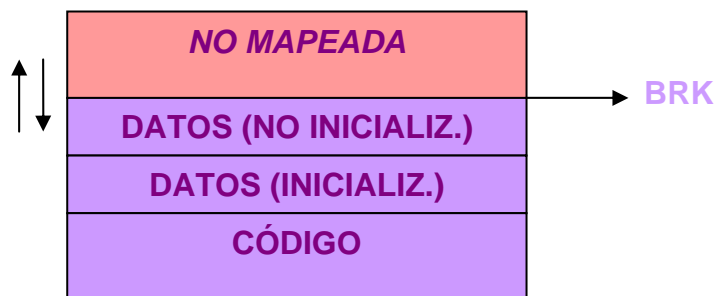 NO MAPEADA
BRK
DATOS (NO INICIALIZ.)
DATOS (INICIALIZ.)
CÓDIGO